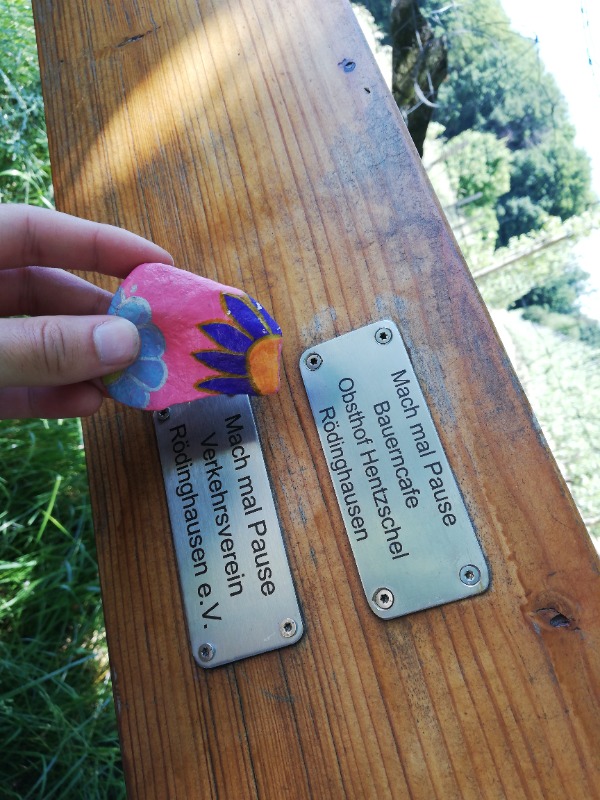 Mach mal Pause
Verkehrsverein
Rödinghausen e.V.
Mach mal Pause
Bauerncafe
Obsthof Hentzschel
Rödinghausen